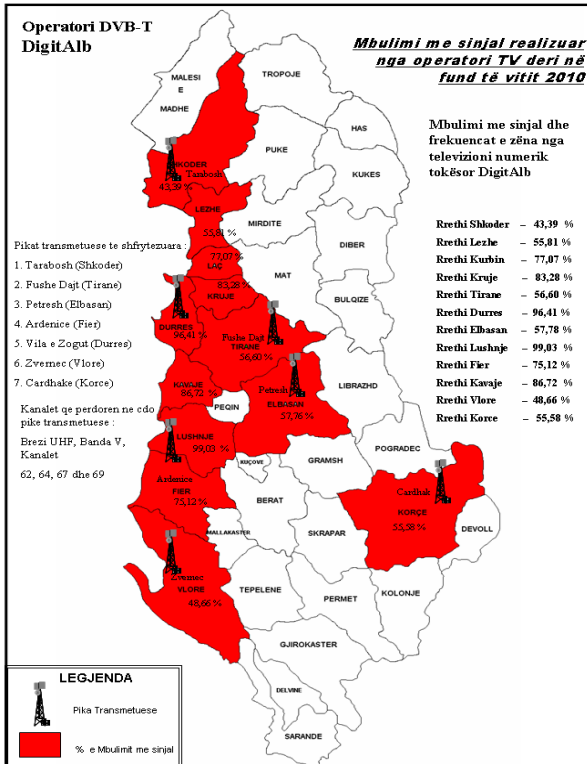 Operatori DVB-T
DigitAlb
Mbulimi me sinjal realizuar
nga operatori TV deri në
fund të vitit 2010
Mbulimi me sinjal dhe
frekuencat e zëna nga
televizioni numerik
tokësor DigitAlb
Rrethi Shkoder – 43,39 %
Rrethi Lezhe – 55,81 %
Rrethi Kurbin – 77,07 %
Rrethi Kruje – 83,28 %
Rrethi Tirane – 56,60 %
Rrethi Durres – 96,41 %
Rrethi Elbasan – 57,78 %
Rrethi Lushnje – 99,03 %
Rrethi Fier – 75,12 %
Rrethi Kavaje – 86,72 %
Rrethi Vlore – 48,66 %
Rrethi Korce – 55,58 %
Pikat transmetuese te shfrytezuara :
1. Tarabosh (Shkoder)
2. Fushe Dajt (Tirane)
3. Petresh (Elbasan)
4. Ardenice (Fier)
5. Vila e Zogut (Durres)
6. Zvernec (Vlore)
7. Cardhake (Korce)
Kanalet qe perdoren ne cdo
pike transmetuese :
Brezi UHF, Banda V,
Kanalet
62, 64, 67 dhe 69
MALESI
E
MADHE
TROPOJE
HAS
PUKE
KUKES
HKODER
Tarabosh
43,39 %
LEZHE
55,81 %
MIRDITE
DIBER
77,07 %
LAÇ
MAT
83,28 %
KRUJE
BULQIZE
DURRES
96,41 %
Fushe Dajt
TIRANE
56,60 %
KAVAJE
86,72 %
PEQIN
Petresh
ELBASAN
57,76 %
LIBRAZHD
LUSHNJE
99,03 %
KUÇOVE
GRAMSH
POGRADEC
Ardenice
FIER
75,12 %
BERAT
Cardhak
KORÇE
55,58 %
DEVOLL
MALLAKASTER
SKRAPAR
Zvernec
VLORE
48,66 %
TEPELENE
PERMET
KOLONJE
GJIROKASTER
DELVINE
SARANDE
LEGJENDA
Pika Transmetuese
% e Mbulimit me sinjal